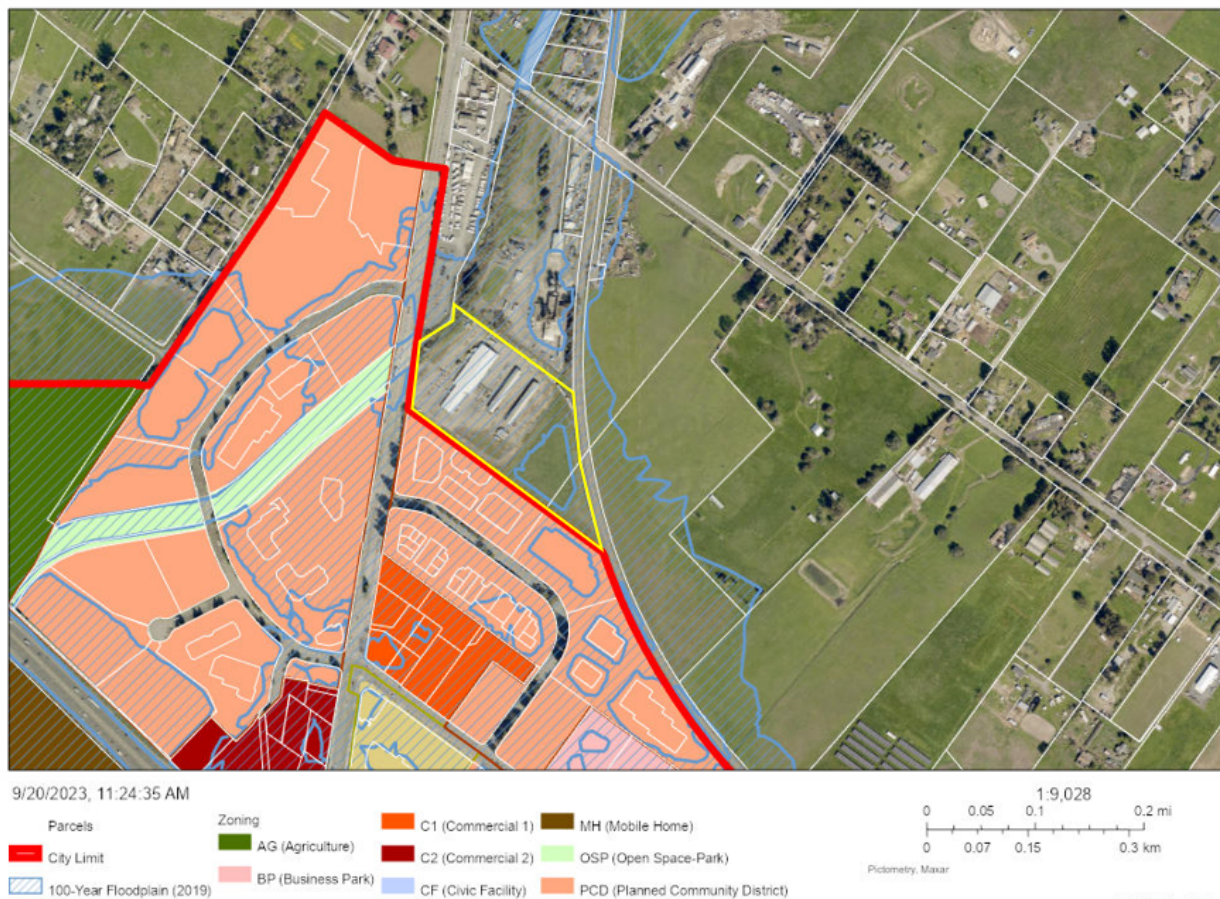 9/20/2023, 11:24:35 AM
1:9,028
Parcels
City Limit
100-Year Floodplain (2019)
Zoning
AG (Agriculture)
BP (Business Park)
C1 (Commercial 1)
C2 (Commercial 2)
CF (Civic Facility)
MH (Mobile Home)
OSP (Open Space-Park)
PCD (Planned Community District)
0 0.05 0.1 0.2 mi
0 0.07 0.15 0.3 km
Pictometry, Maxar